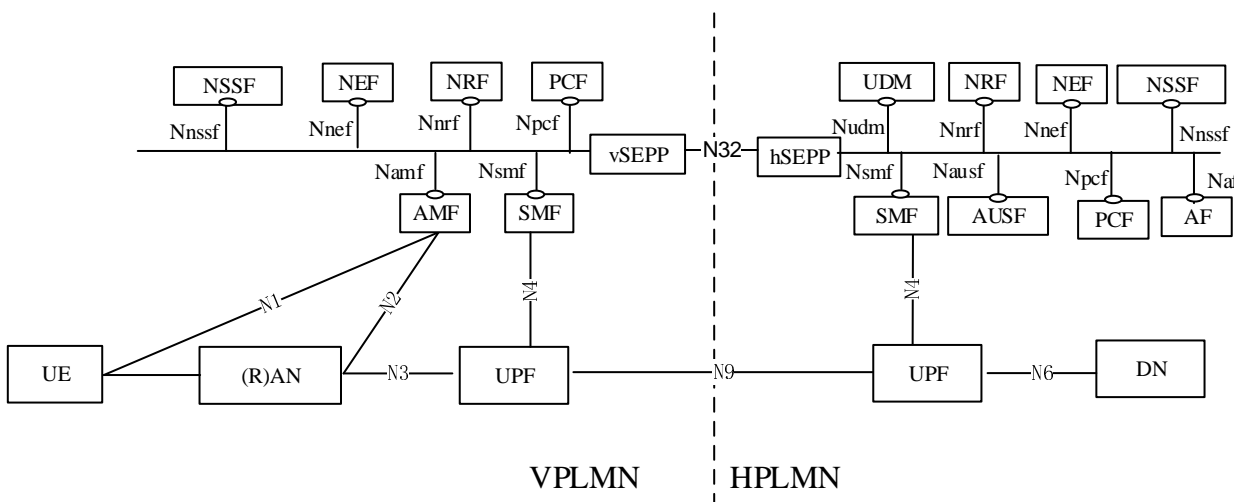 NSSF NEF NRF PCF UDM NRF NEF NSSF
Nnssf Nnef Nnrf Npcf Nudm Nnrf Nnef Nnssf
vSEPP N32 hSEPP
Namf Nsmf Nsmf Nausf Npcf Naf
AMF SMF SMF AUSF PCF AF
N1 N2 N4 N4
UE (R)AN N3 UPF N9 UPF N6 DN
VPLMN HPLMN